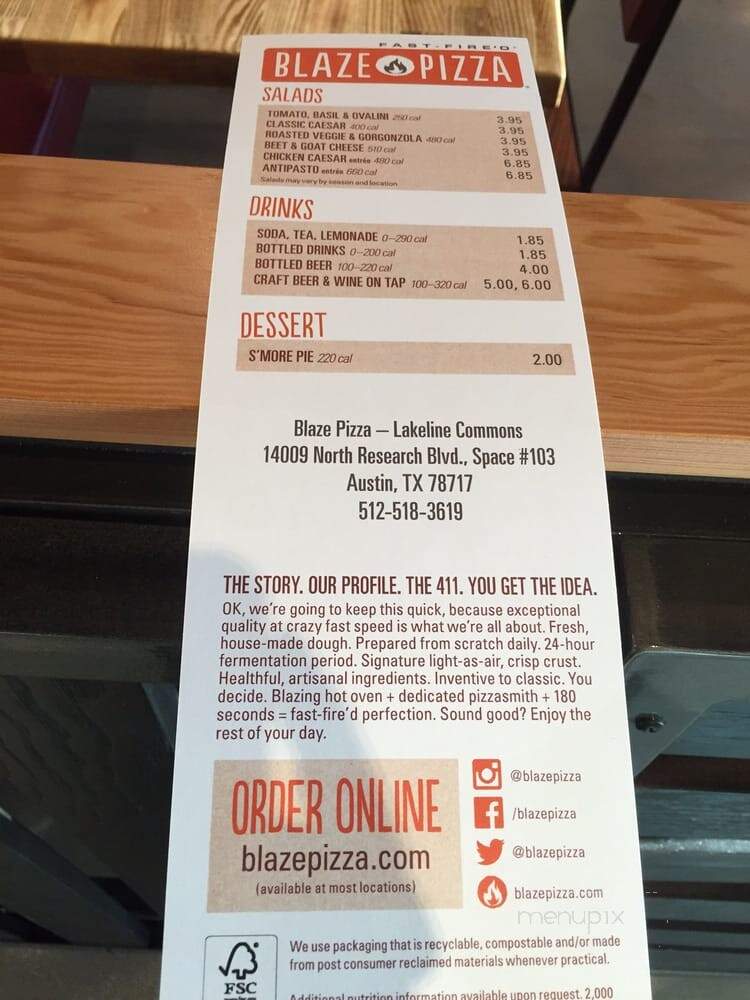 FAST-FIRE'D
BLAZE PIZZA
SALADS
TOMATO, BASIL & OVALINI 250 cal 3.95
CLASSIC CAESAR 400 cal 3.95
ROASTED VEGGIE & GORGONZOLA 480 cal 3.95
BEET & GOAT CHEESE 510 cal 3.95
CHICKEN CAESAR entrée 480 cal 6.85
ANTIPASTO entrée 660 cal 6.85
Salads may vary by season and location
DRINKS
SODA, TEA, LEMONADE 0–290 cal 1.85
BOTTLED DRINKS 0–200 cal 1.85
BOTTLED BEER 100–220 cal 4.00
CRAFT BEER & WINE ON TAP 100–320 cal 5.00, 6.00
DESSERT
S'MORE PIE 220 cal 2.00
Blaze Pizza — Lakeline Commons
14009 North Research Blvd., Space #103
Austin, TX 78717
512-518-3619
THE STORY. OUR PROFILE. THE 411. YOU GET THE IDEA.
OK, we're going to keep this quick, because exceptional
quality at crazy fast speed is what we're all about. Fresh,
house-made dough. Prepared from scratch daily. 24-hour
fermentation period. Signature light-as-air, crisp crust.
Healthful, artisanal ingredients. Inventive to classic. You
decide. Blazing hot oven + dedicated pizzasmith + 180
seconds = fast-fire'd perfection. Sound good? Enjoy the
rest of your day.
ORDER ONLINE
blazepizza.com
(available at most locations)
@blazepizza
/blazepizza
@blazepizza
blazepizza.com
menupix
FSC
We use packaging that is recyclable, compostable and/or made
from post consumer reclaimed materials whenever practical.
Additional nutrition information available upon request. 2,000